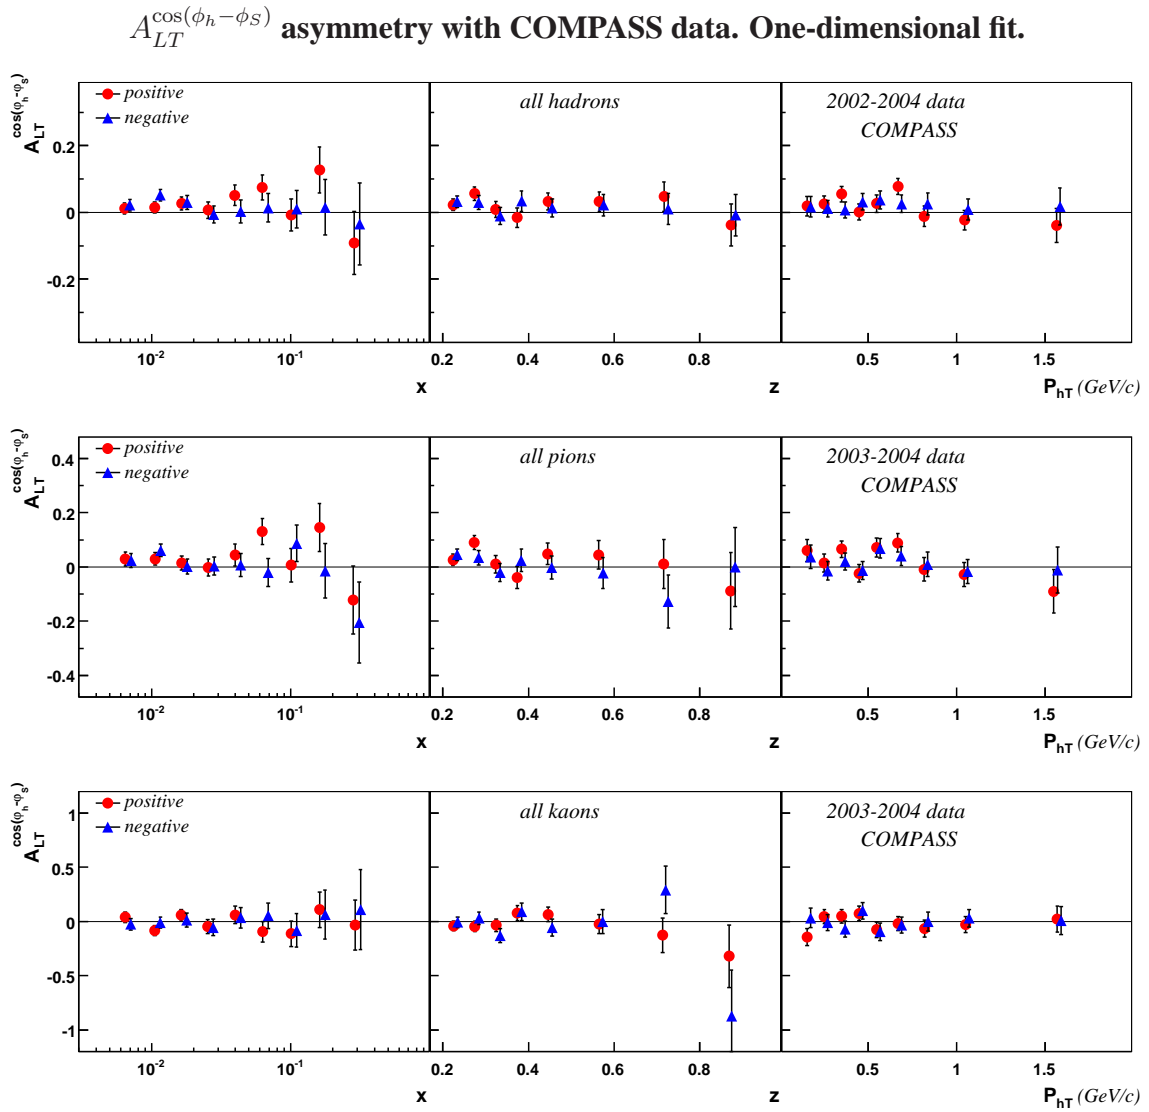 A_{LT}^{cos(ϕ_h−ϕ_S)} asymmetry with COMPASS data. One-dimensional fit.
A_{LT}^{cos(φ_h-φ_S)}
positive
negative
all hadrons
2002-2004 data
COMPASS
0.2
0
-0.2
10^{-2} 10^{-1} 0.2 0.4 0.6 0.8 0.5 1 1.5
x z P_{hT} (GeV/c)
A_{LT}^{cos(φ_h-φ_S)}
positive
negative
all pions
2003-2004 data
COMPASS
0.4
0.2
0
-0.2
-0.4
10^{-2} 10^{-1} 0.2 0.4 0.6 0.8 0.5 1 1.5
x z P_{hT} (GeV/c)
A_{LT}^{cos(φ_h-φ_S)}
positive
negative
all kaons
2003-2004 data
COMPASS
1
0.5
0
-0.5
-1
10^{-2} 10^{-1} 0.2 0.4 0.6 0.8 0.5 1 1.5
x z P_{hT} (GeV/c)